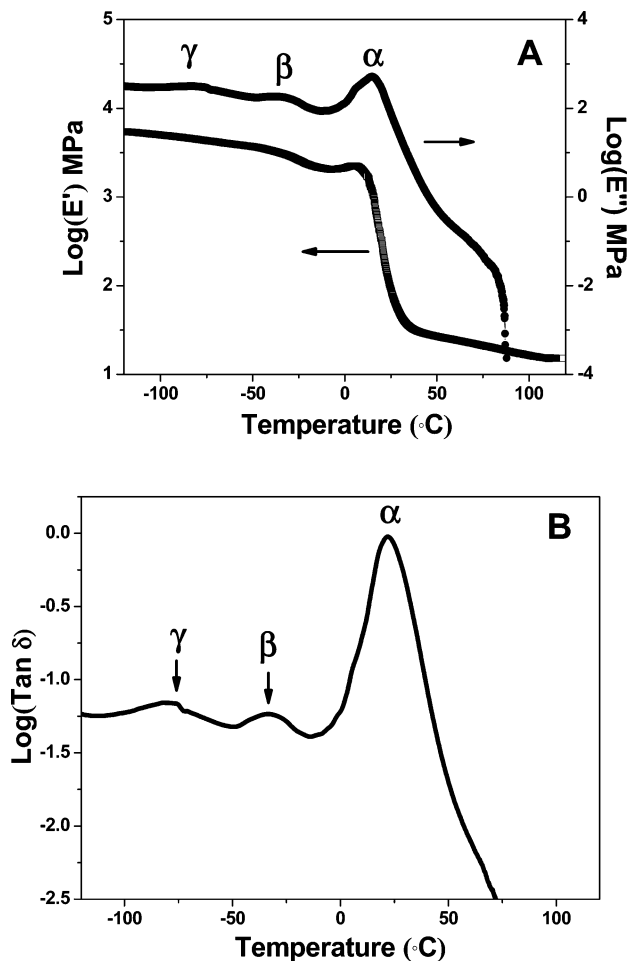 A
γ β α
5
4
3
2
1
4
2
0
-2
-4
Log(E') MPa
Log(E'') MPa
-100 -50 0 50 100
Temperature (◦C)
B
α
γ β
0.0
-0.5
-1.0
-1.5
-2.0
-2.5
Log(Tan δ)
-100 -50 0 50 100
Temperature (◦C)